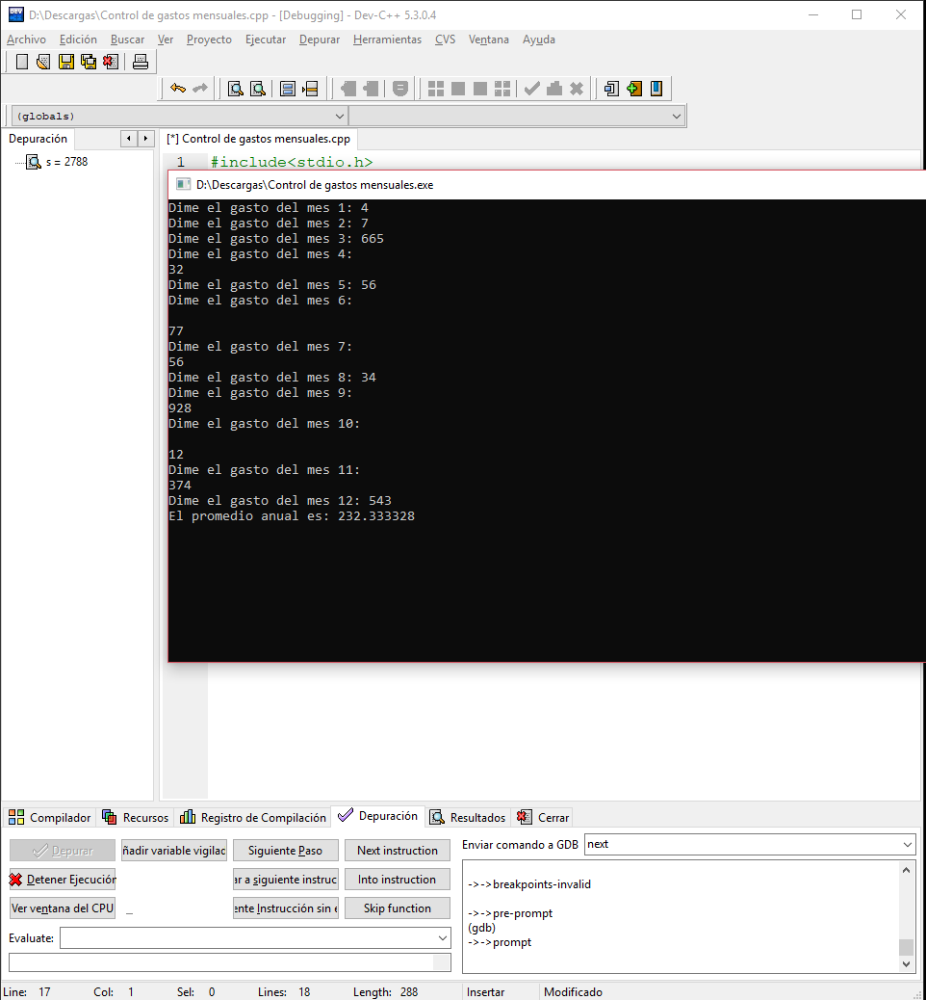 D:\Descargas\Control de gastos mensuales.cpp - [Debugging] - Dev-C++ 5.3.0.4
Archivo Edición Buscar Ver Proyecto Ejecutar Depurar Herramientas CVS Ventana Ayuda
(globals)
Depuración
[*] Control de gastos mensuales.cpp
s = 2788
1 #include<stdio.h>
D:\Descargas\Control de gastos mensuales.exe
Dime el gasto del mes 1: 4
Dime el gasto del mes 2: 7
Dime el gasto del mes 3: 665
Dime el gasto del mes 4:
32
Dime el gasto del mes 5: 56
Dime el gasto del mes 6:
77
Dime el gasto del mes 7:
56
Dime el gasto del mes 8: 34
Dime el gasto del mes 9:
928
Dime el gasto del mes 10:
12
Dime el gasto del mes 11:
374
Dime el gasto del mes 12: 543
El promedio anual es: 232.333328
Compilador Recursos Registro de Compilación Depuración Resultados Cerrar
Depurar ñadir variable vigilac Siguiente Paso Next instruction
Detener Ejecución ar a siguiente instruc Into instruction
Ver ventana del CPU _ ente Instrucción sin e Skip function
Evaluate:
Enviar comando a GDB next
->->breakpoints-invalid
->->pre-prompt
(gdb)
->->prompt
Line: 17 Col: 1 Sel: 0 Lines: 18 Length: 288 Insertar Modificado